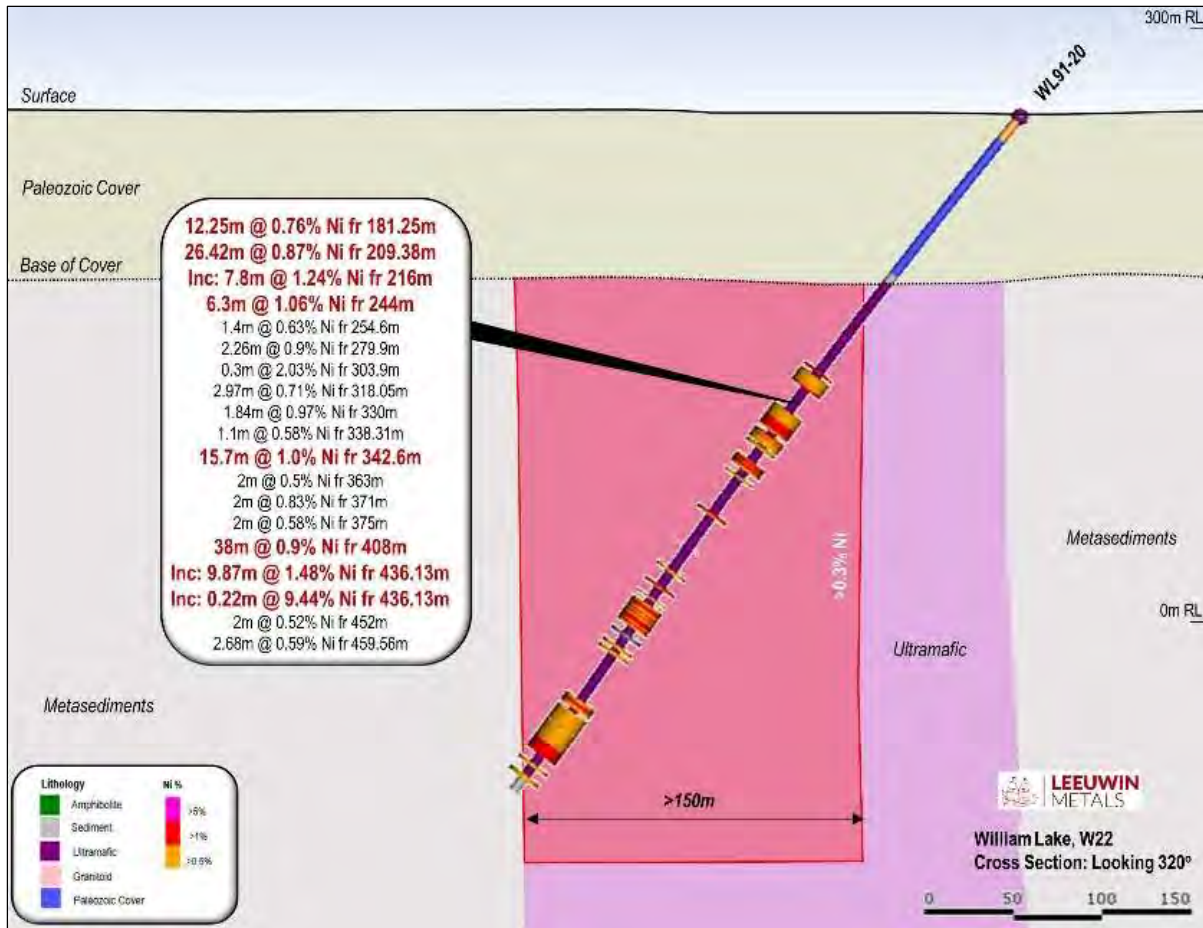 300m RL
WL91-20
Surface
Paleozoic Cover
Base of Cover
12.25m @ 0.76% Ni fr 181.25m
26.42m @ 0.87% Ni fr 209.38m
Inc: 7.8m @ 1.24% Ni fr 216m
6.3m @ 1.06% Ni fr 244m
1.4m @ 0.63% Ni fr 254.6m
2.26m @ 0.9% Ni fr 279.9m
0.3m @ 2.03% Ni fr 303.9m
2.97m @ 0.71% Ni fr 318.05m
1.84m @ 0.97% Ni fr 330m
1.1m @ 0.58% Ni fr 338.31m
15.7m @ 1.0% Ni fr 342.6m
2m @ 0.5% Ni fr 363m
2m @ 0.83% Ni fr 371m
2m @ 0.58% Ni fr 375m
38m @ 0.9% Ni fr 408m
Inc: 9.87m @ 1.48% Ni fr 436.13m
Inc: 0.22m @ 9.44% Ni fr 436.13m
2m @ 0.52% Ni fr 452m
2.68m @ 0.59% Ni fr 459.56m
>0.3% Ni
Metasediments
0m RL
Ultramafic
Metasediments
>150m
Lithology
Amphibolite
Sediment
Ultramafic
Granitoid
Paleozoic Cover
Ni %
>5%
>1%
>0.5%
LEEUWIN
METALS
William Lake, W22
Cross Section: Looking 320°
0 50 100 150